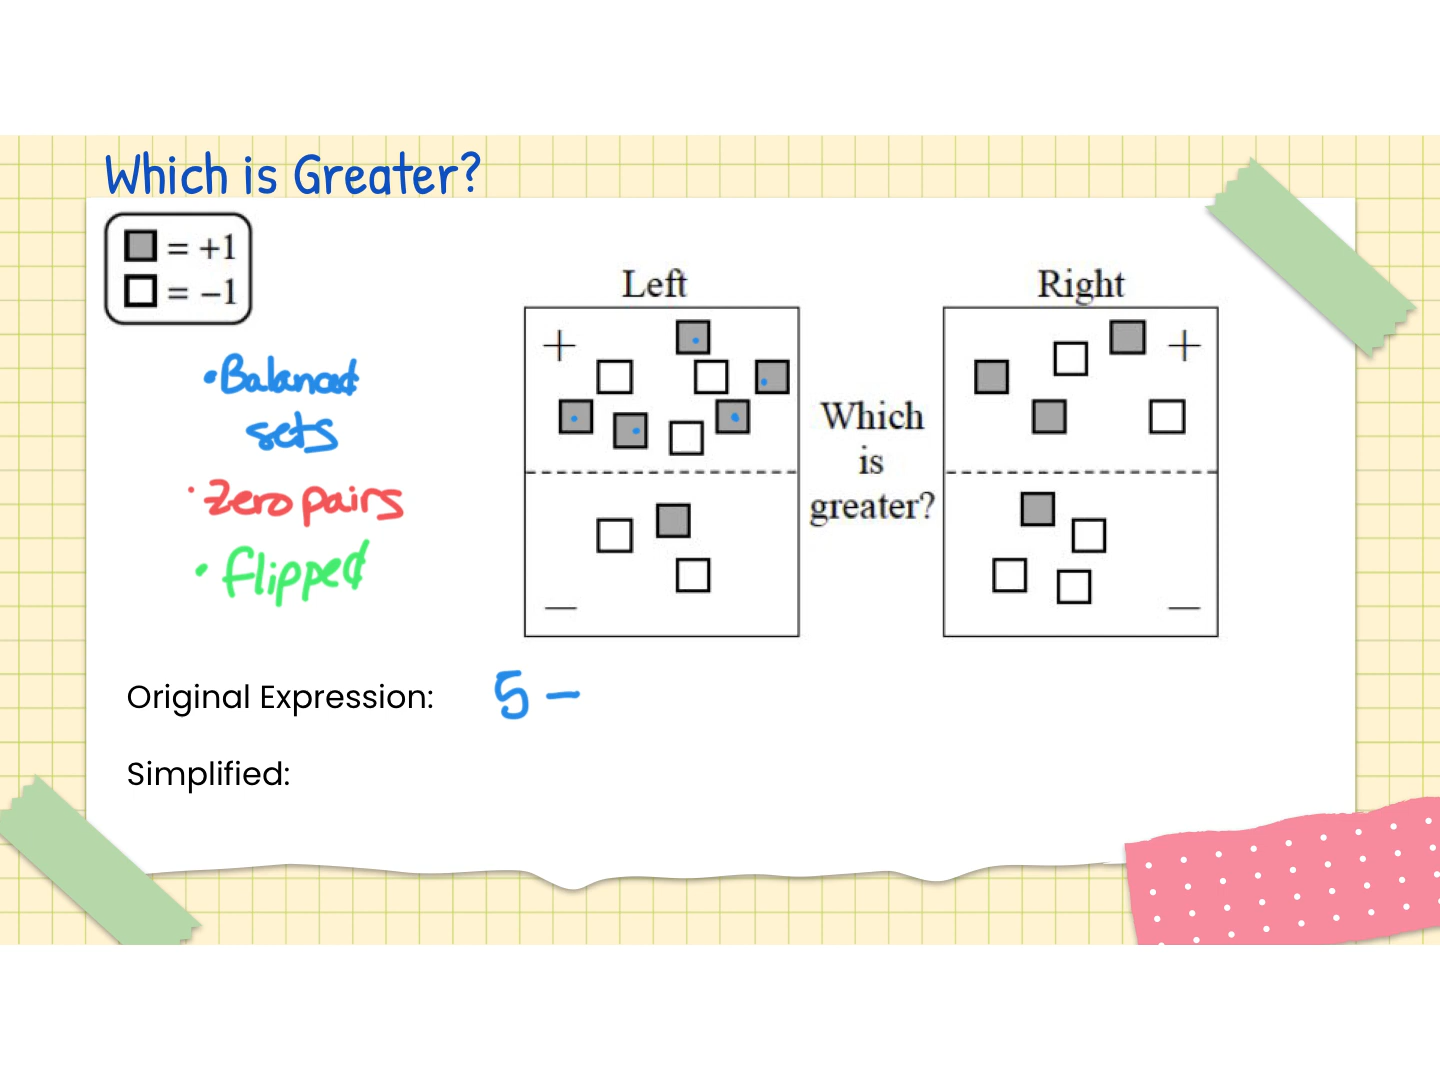 Which is Greater?
= +1
= −1
• Balanced
sets
• Zero pairs
• flipped
Left
Right
+
+
Which
is
greater?
−
−
Original Expression: 5 −
Simplified: